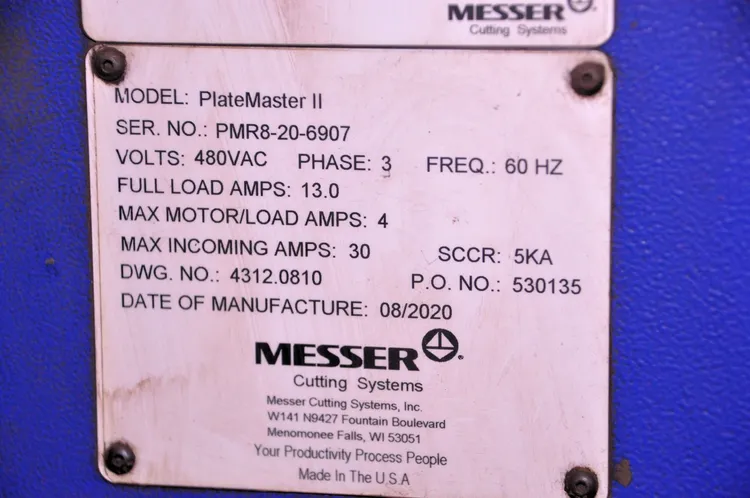 MESSER
Cutting Systems
MODEL: PlateMaster II
SER. NO.: PMR8-20-6907
VOLTS: 480VAC PHASE: 3 FREQ.: 60 HZ
FULL LOAD AMPS: 13.0
MAX MOTOR/LOAD AMPS: 4
MAX INCOMING AMPS: 30 SCCR: 5KA
DWG. NO.: 4312.0810 P.O. NO.: 530135
DATE OF MANUFACTURE: 08/2020
MESSER
Cutting Systems
Messer Cutting Systems, Inc.
W141 N9427 Fountain Boulevard
Menomonee Falls, WI 53051
Your Productivity Process People
Made In The U.S.A